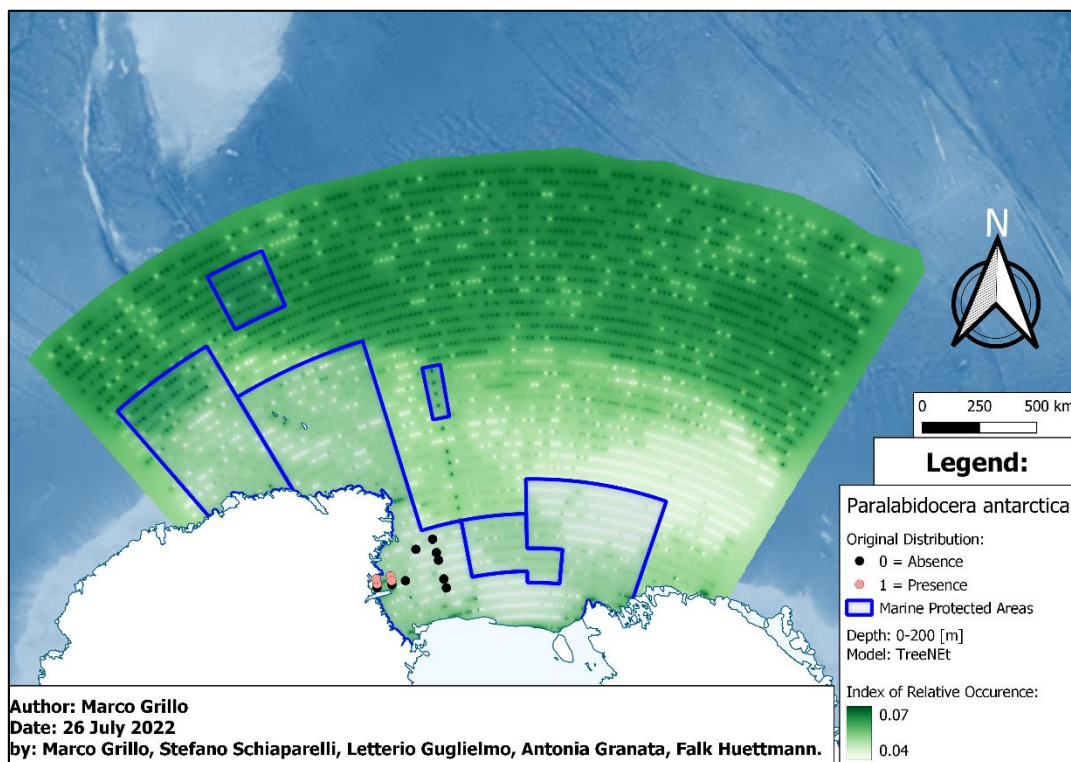 N
0 250 500 km
Legend:
Paralabidocera antarctica
Original Distribution:
0 = Absence
1 = Presence
Marine Protected Areas
Depth: 0-200 [m]
Model: TreeNEt
Index of Relative Occurence:
0.07
0.04
Author: Marco Grillo
Date: 26 July 2022
by: Marco Grillo, Stefano Schiaparelli, Letterio Guglielmo, Antonia Granata, Falk Huettmann.